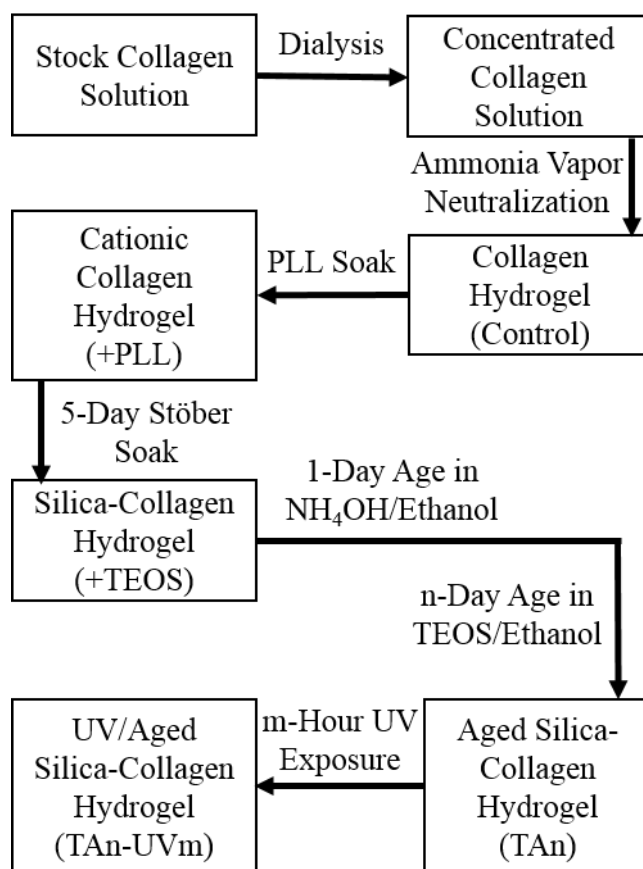 Stock Collagen
Solution
Dialysis
Concentrated
Collagen
Solution
Ammonia Vapor
Neutralization
Collagen
Hydrogel
(Control)
PLL Soak
Cationic
Collagen
Hydrogel
(+PLL)
5-Day Stöber
Soak
Silica-Collagen
Hydrogel
(+TEOS)
1-Day Age in
NH₄OH/Ethanol
n-Day Age in
TEOS/Ethanol
Aged Silica-
Collagen
Hydrogel
(TAn)
m-Hour UV
Exposure
UV/Aged
Silica-Collagen
Hydrogel
(TAn-UVm)